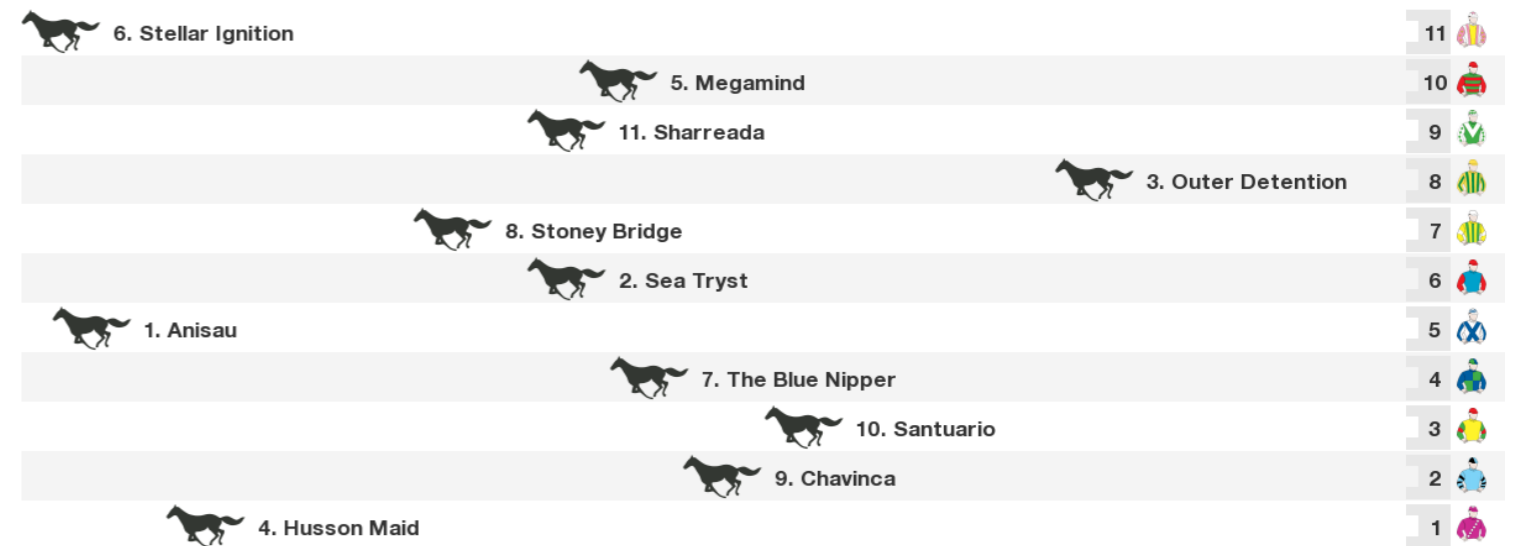 6. Stellar Ignition 11
5. Megamind 10
11. Sharreada 9
3. Outer Detention 8
8. Stoney Bridge 7
2. Sea Tryst 6
1. Anisau 5
7. The Blue Nipper 4
10. Santuario 3
9. Chavinca 2
4. Husson Maid 1